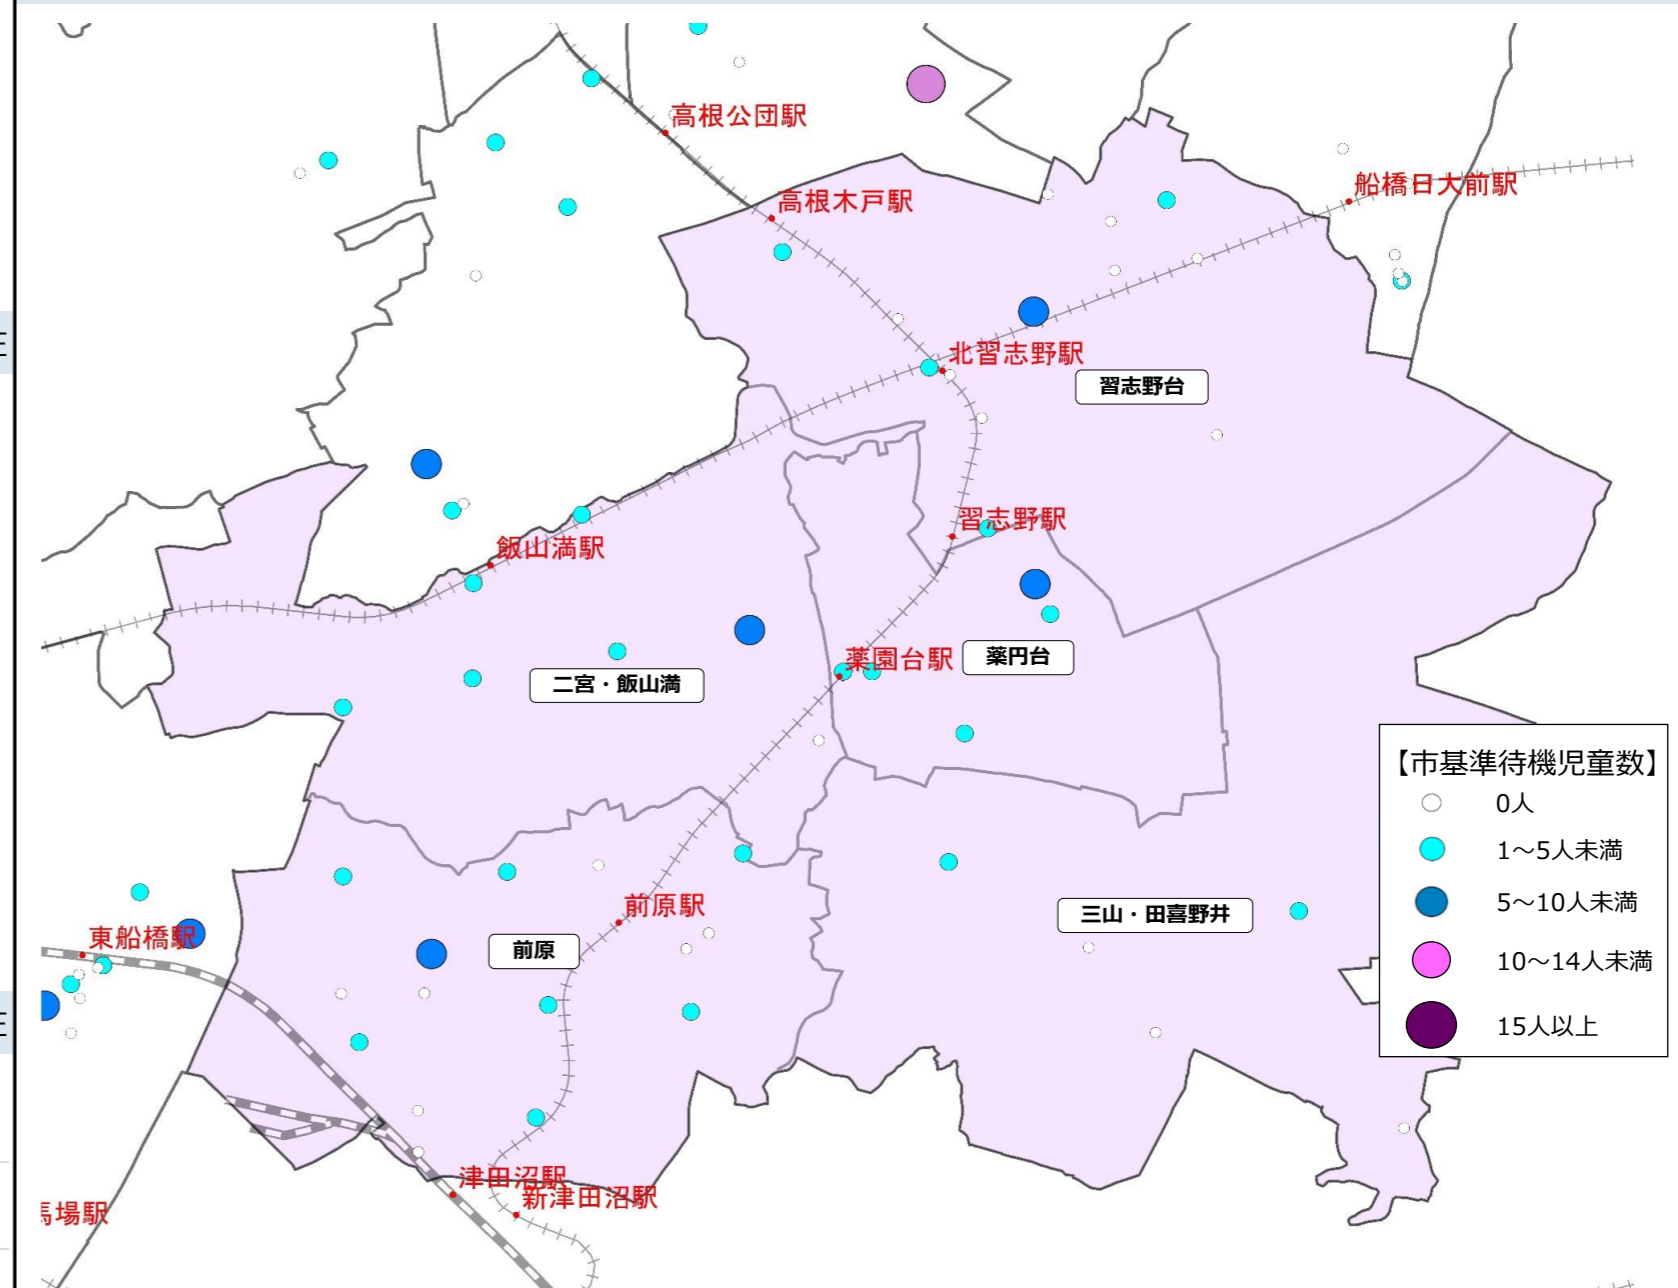 高根公団駅
高根木戸駅
船橋日大前駅
北習志野駅
習志野台
習志野駅
飯山満駅
薬園台駅
薬円台
二宮・飯山満
【市基準待機児童数】
0人
1～5人未満
5～10人未満
10～14人未満
15人以上
前原駅
三山・田喜野井
東船橋駅
前原
津田沼駅
新津田沼駅
馬場駅